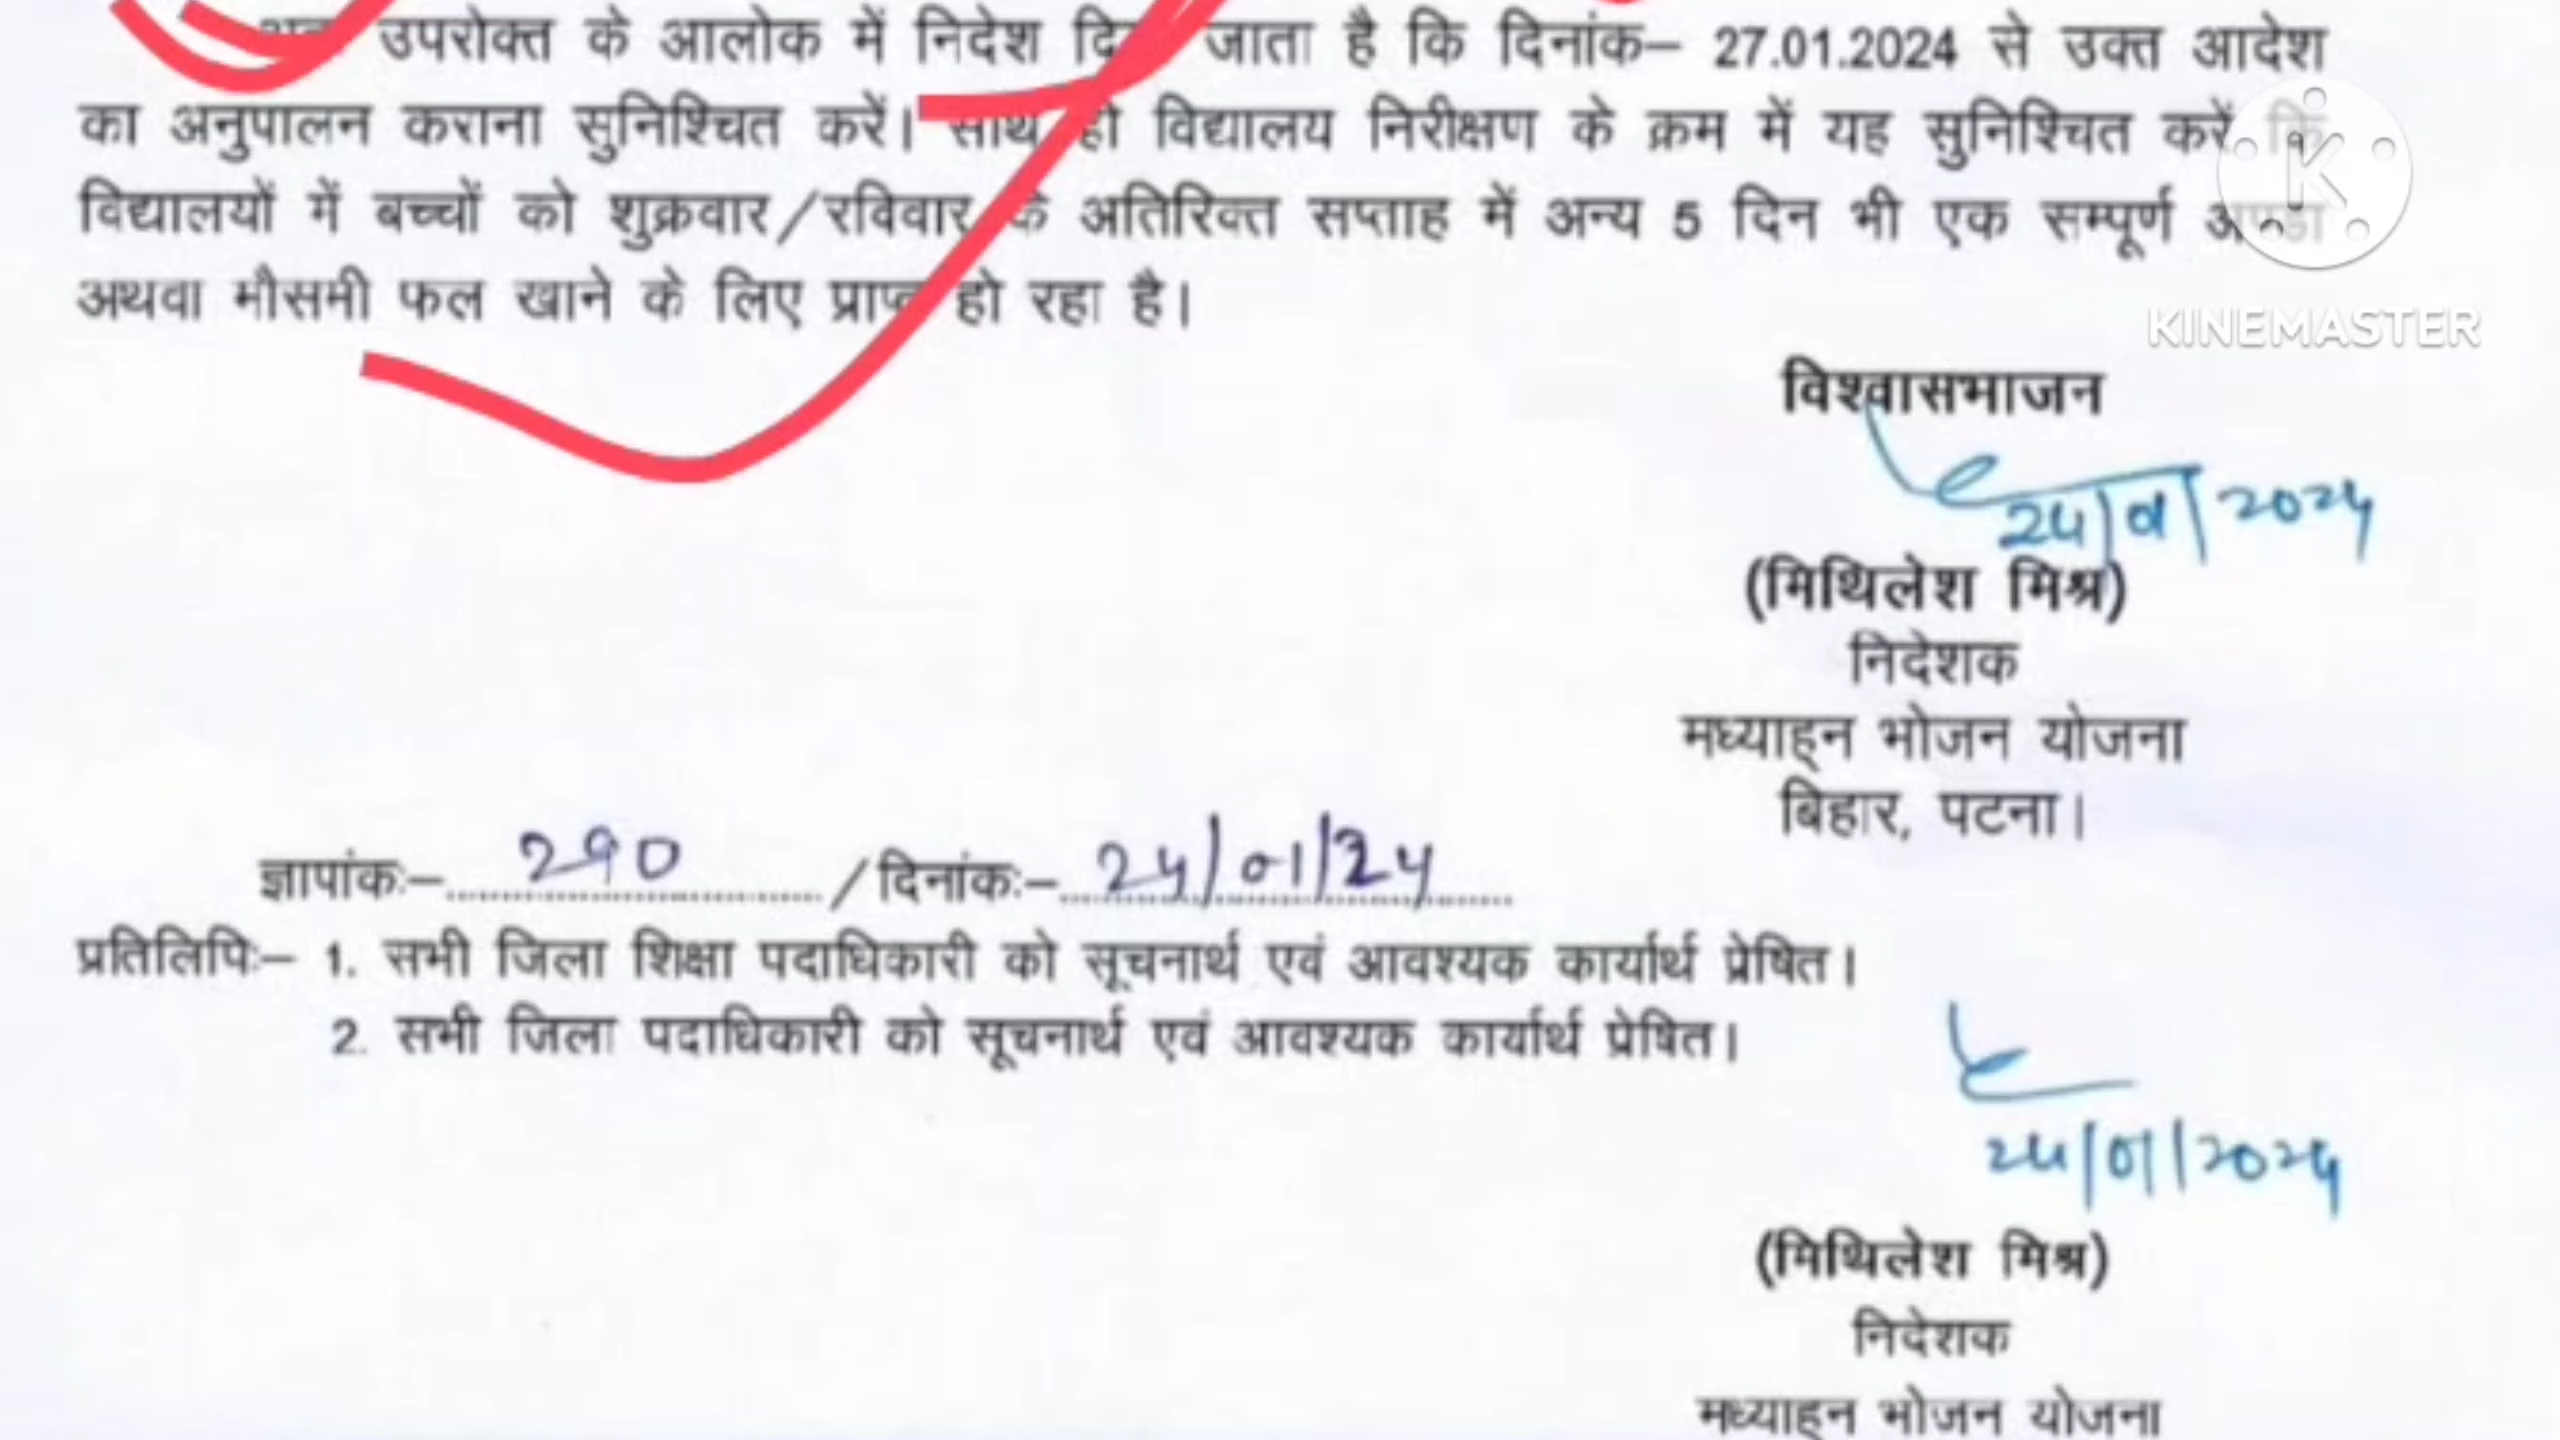 अतः उपरोक्त के आलोक में निदेश दिया जाता है कि दिनांक– 27.01.2024 से उक्त आदेश
का अनुपालन कराना सुनिश्चित करें। साथ ही विद्यालय निरीक्षण के क्रम में यह सुनिश्चित करें कि
विद्यालयों में बच्चों को शुक्रवार/रविवार के अतिरिक्त सप्ताह में अन्य 5 दिन भी एक सम्पूर्ण अण्डा
अथवा मौसमी फल खाने के लिए प्राप्त हो रहा है।
KINEMASTER
विश्वासभाजन
24/01/2024
(मिथिलेश मिश्र)
निदेशक
मध्याह्न भोजन योजना
बिहार, पटना।
ज्ञापांकः– 290 /दिनांकः– 24/01/24
प्रतिलिपिः– 1. सभी जिला शिक्षा पदाधिकारी को सूचनार्थ एवं आवश्यक कार्यार्थ प्रेषित।
2. सभी जिला पदाधिकारी को सूचनार्थ एवं आवश्यक कार्यार्थ प्रेषित।
24/01/2024
(मिथिलेश मिश्र)
निदेशक
मध्याह्न भोजन योजना